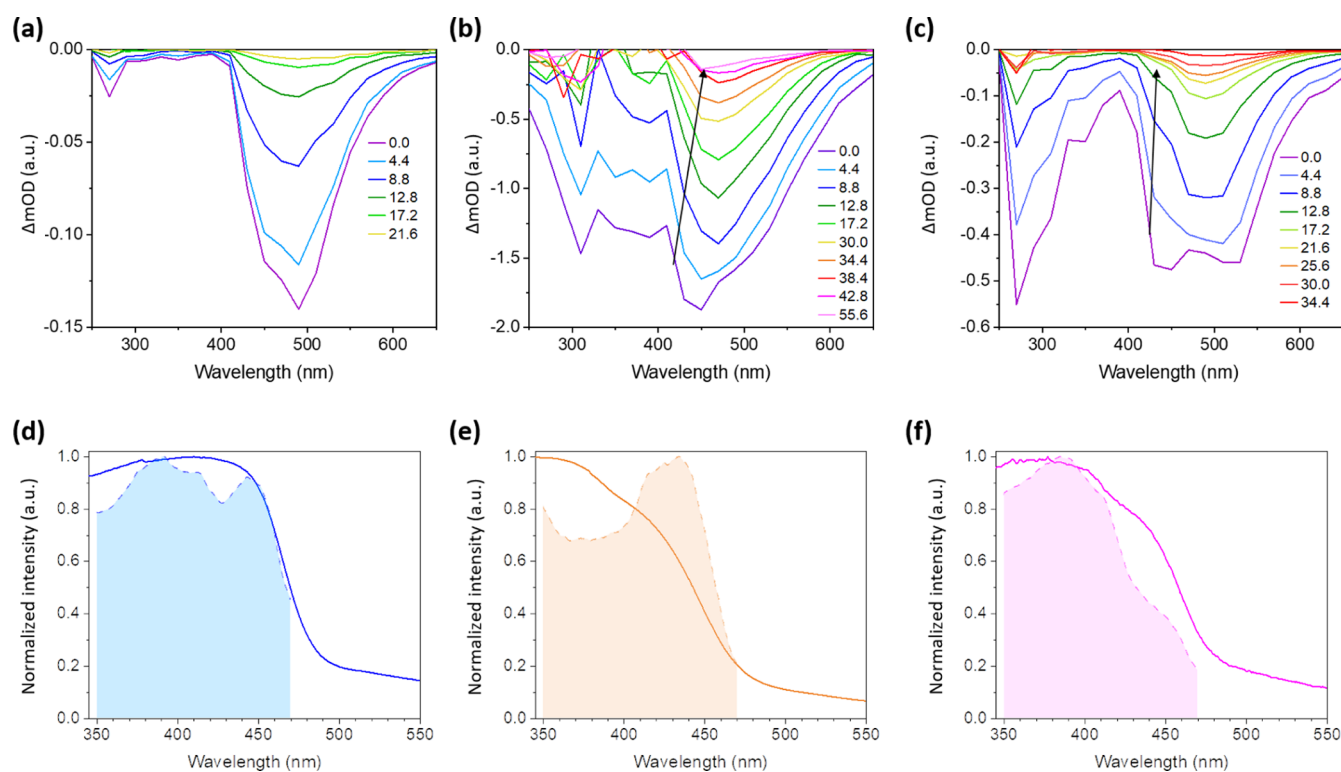 (a)
0.00
-0.05
-0.10
-0.15
ΔmOD (a.u.)
300 400 500 600
Wavelength (nm)
0.0
4.4
8.8
12.8
17.2
21.6
(b)
0.0
-0.5
-1.0
-1.5
-2.0
ΔmOD (a.u.)
300 400 500 600
Wavelength (nm)
0.0
4.4
8.8
12.8
17.2
30.0
34.4
38.4
42.8
55.6
(c)
0.0
-0.1
-0.2
-0.3
-0.4
-0.5
-0.6
ΔmOD (a.u.)
300 400 500 600
Wavelength (nm)
0.0
4.4
8.8
12.8
17.2
21.6
25.6
30.0
34.4
(d)
1.0
0.8
0.6
0.4
0.2
0.0
Normalized intensity (a.u.)
350 400 450 500 550
Wavelength (nm)
(e)
1.0
0.8
0.6
0.4
0.2
0.0
Normalized intensity (a.u.)
350 400 450 500 550
Wavelength (nm)
(f)
1.0
0.8
0.6
0.4
0.2
0.0
Normalized intensity (a.u.)
350 400 450 500 550
Wavelength (nm)